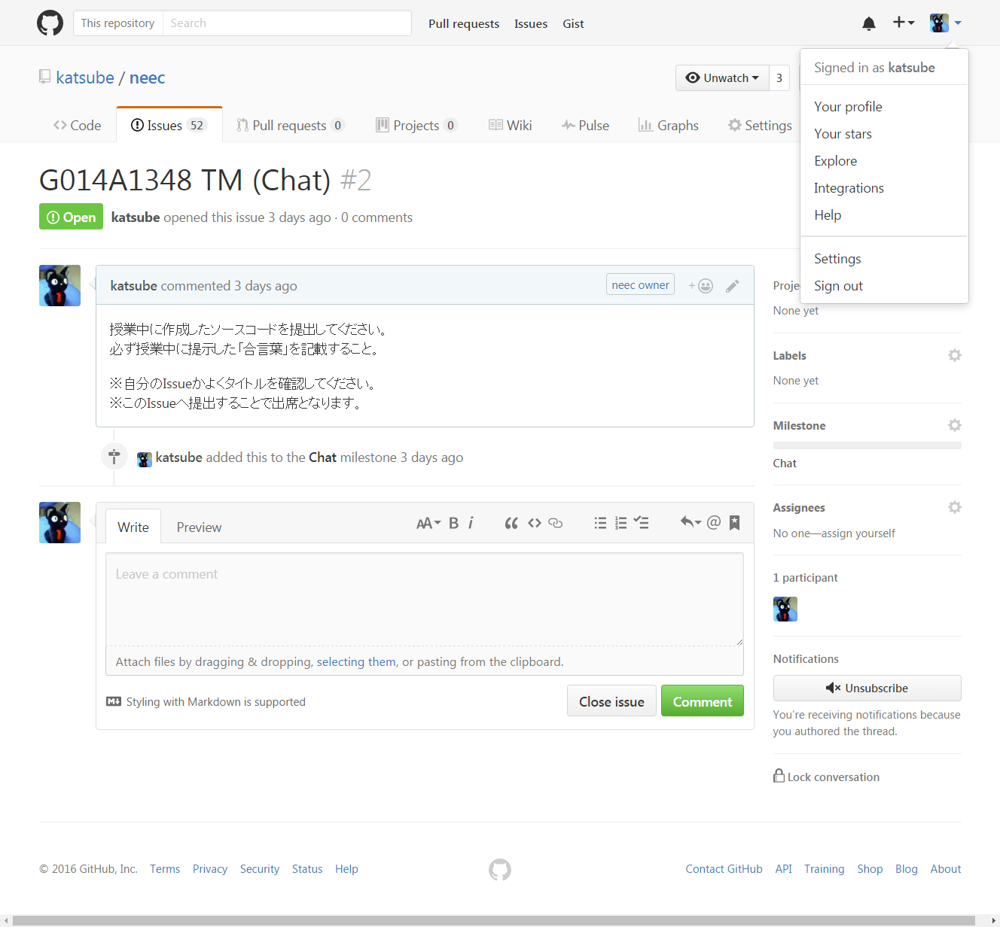 This repository Search Pull requests Issues Gist
Signed in as katsube
Your profile
Your stars
Explore
Integrations
Help
Settings
Sign out
katsube / neec
Unwatch 3
Code Issues 52 Pull requests 0 Projects 0 Wiki Pulse Graphs Settings
G014A1348 TM (Chat) #2
Open katsube opened this issue 3 days ago · 0 comments
katsube commented 3 days ago neec owner
授業中に作成したソースコードを提出してください。
必ず授業中に提示した「合言葉」を記載すること。
※自分のIssueかよくタイトルを確認してください。
※このIssueへ提出することで出席となります。
katsube added this to the Chat milestone 3 days ago
Write Preview AA B i
Leave a comment
Attach files by dragging & dropping, selecting them, or pasting from the clipboard.
Styling with Markdown is supported
Close issue Comment
None yet
Labels
None yet
Milestone
Chat
Assignees
No one—assign yourself
1 participant
Notifications
Unsubscribe
You’re receiving notifications because
you authored the thread.
Lock conversation
© 2016 GitHub, Inc. Terms Privacy Security Status Help
Contact GitHub API Training Shop Blog About